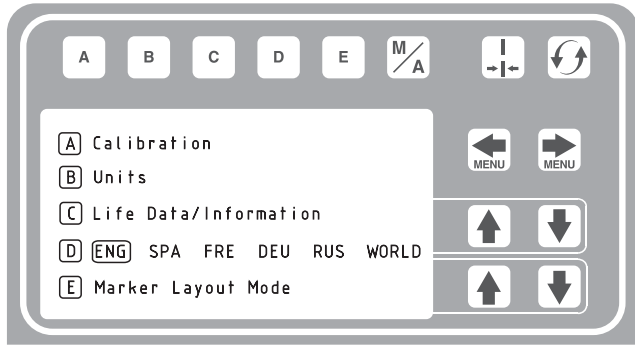 A B C D E M/A
MENU MENU
A Calibration
B Units
C Life Data/Information
D ENG SPA FRE DEU RUS WORLD
E Marker Layout Mode